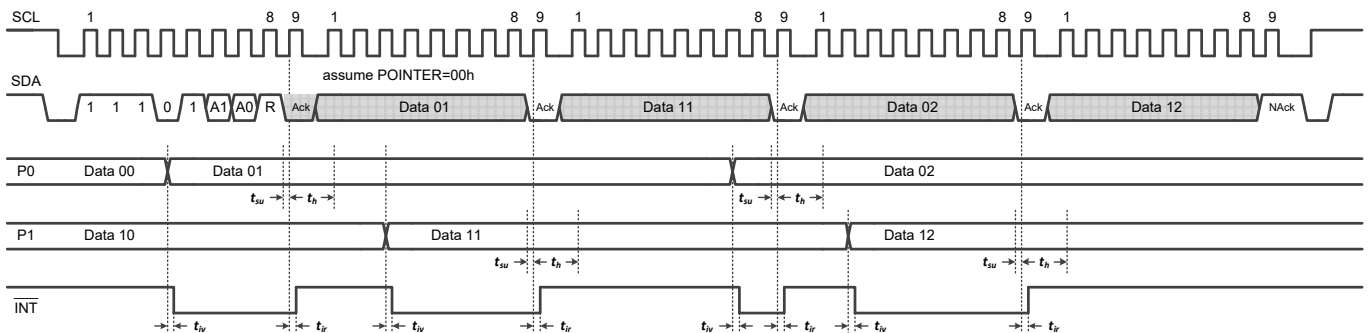 SCL 1 8 9 1 8 9 1 8 9 1 8 9 1 8 9
SDA assume POINTER=00h
1 1 1 0 1 A1 A0 R Ack Data 01 Ack Data 11 Ack Data 02 Ack Data 12 NAck
P0 Data 00 Data 01 Data 02
tsu th tsu th
P1 Data 10 Data 11 Data 12
tsu th tsu th
INT
tiv tir tiv tir tiv tir tiv tir